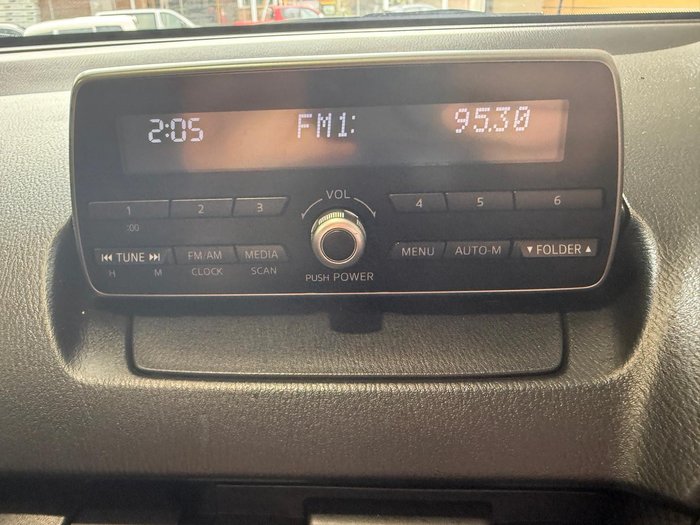 2:05 FM1: 95.30
VOL
1 2 3 4 5 6
:00
⏮ TUNE ⏭ FM/AM MEDIA MENU AUTO-M ▼ FOLDER ▲
H M CLOCK SCAN
PUSH POWER